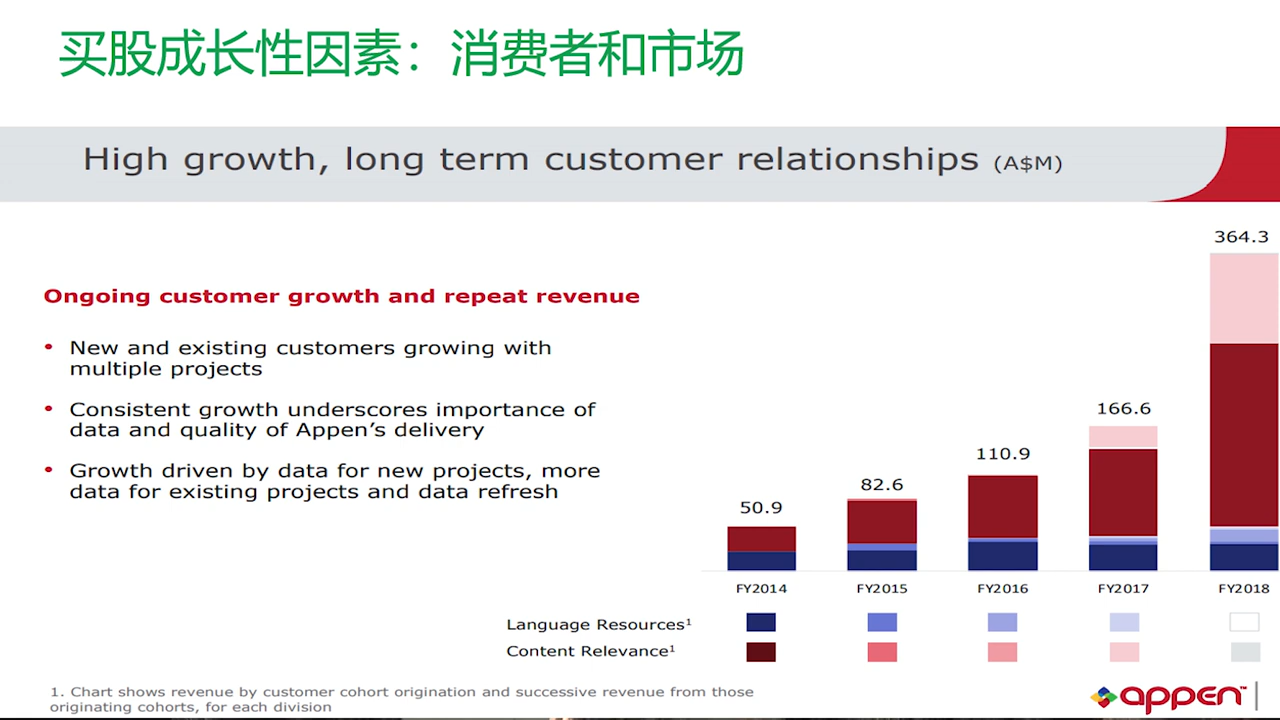 买股成长性因素：消费者和市场
High growth, long term customer relationships (A$M)
Ongoing customer growth and repeat revenue
• New and existing customers growing with
multiple projects
• Consistent growth underscores importance of
data and quality of Appen’s delivery
• Growth driven by data for new projects, more
data for existing projects and data refresh
50.9
82.6
110.9
166.6
364.3
FY2014
FY2015
FY2016
FY2017
FY2018
Language Resources¹
Content Relevance¹
1. Chart shows revenue by customer cohort origination and successive revenue from those
originating cohorts, for each division
appen™